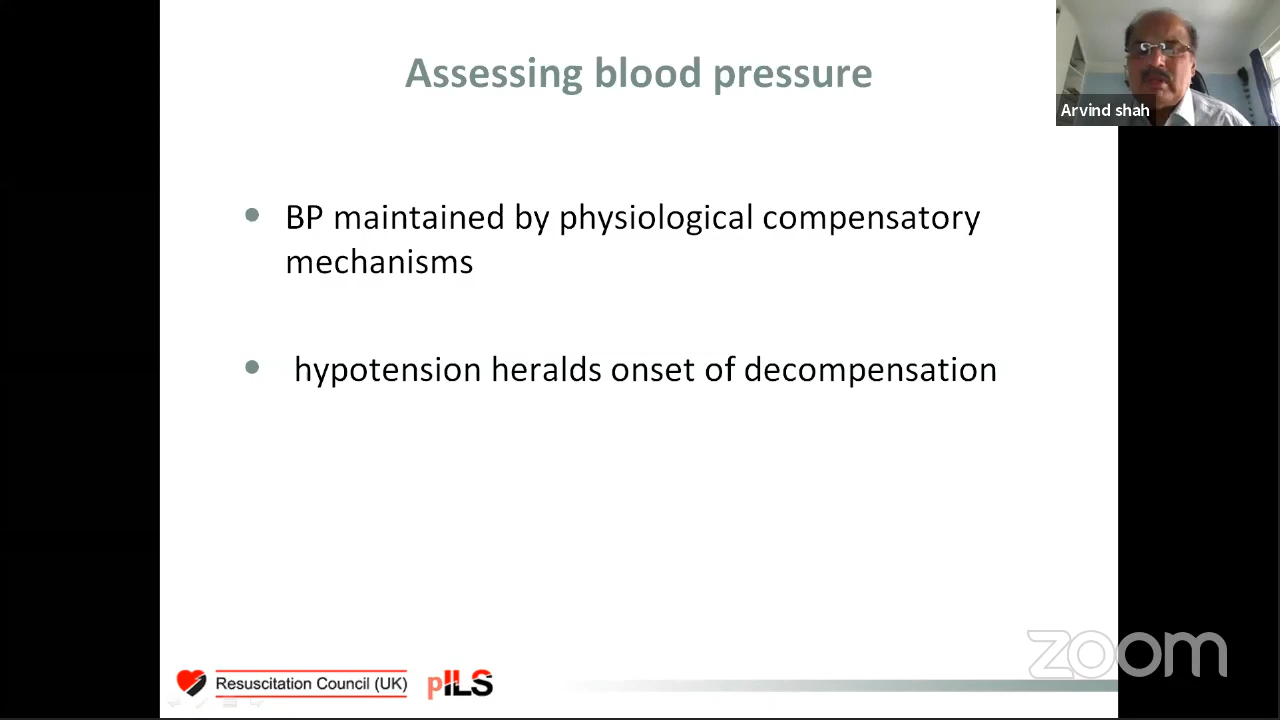 Assessing blood pressure
Arvind shah
• BP maintained by physiological compensatory
mechanisms
• hypotension heralds onset of decompensation
zoom
Resuscitation Council (UK)
pILS